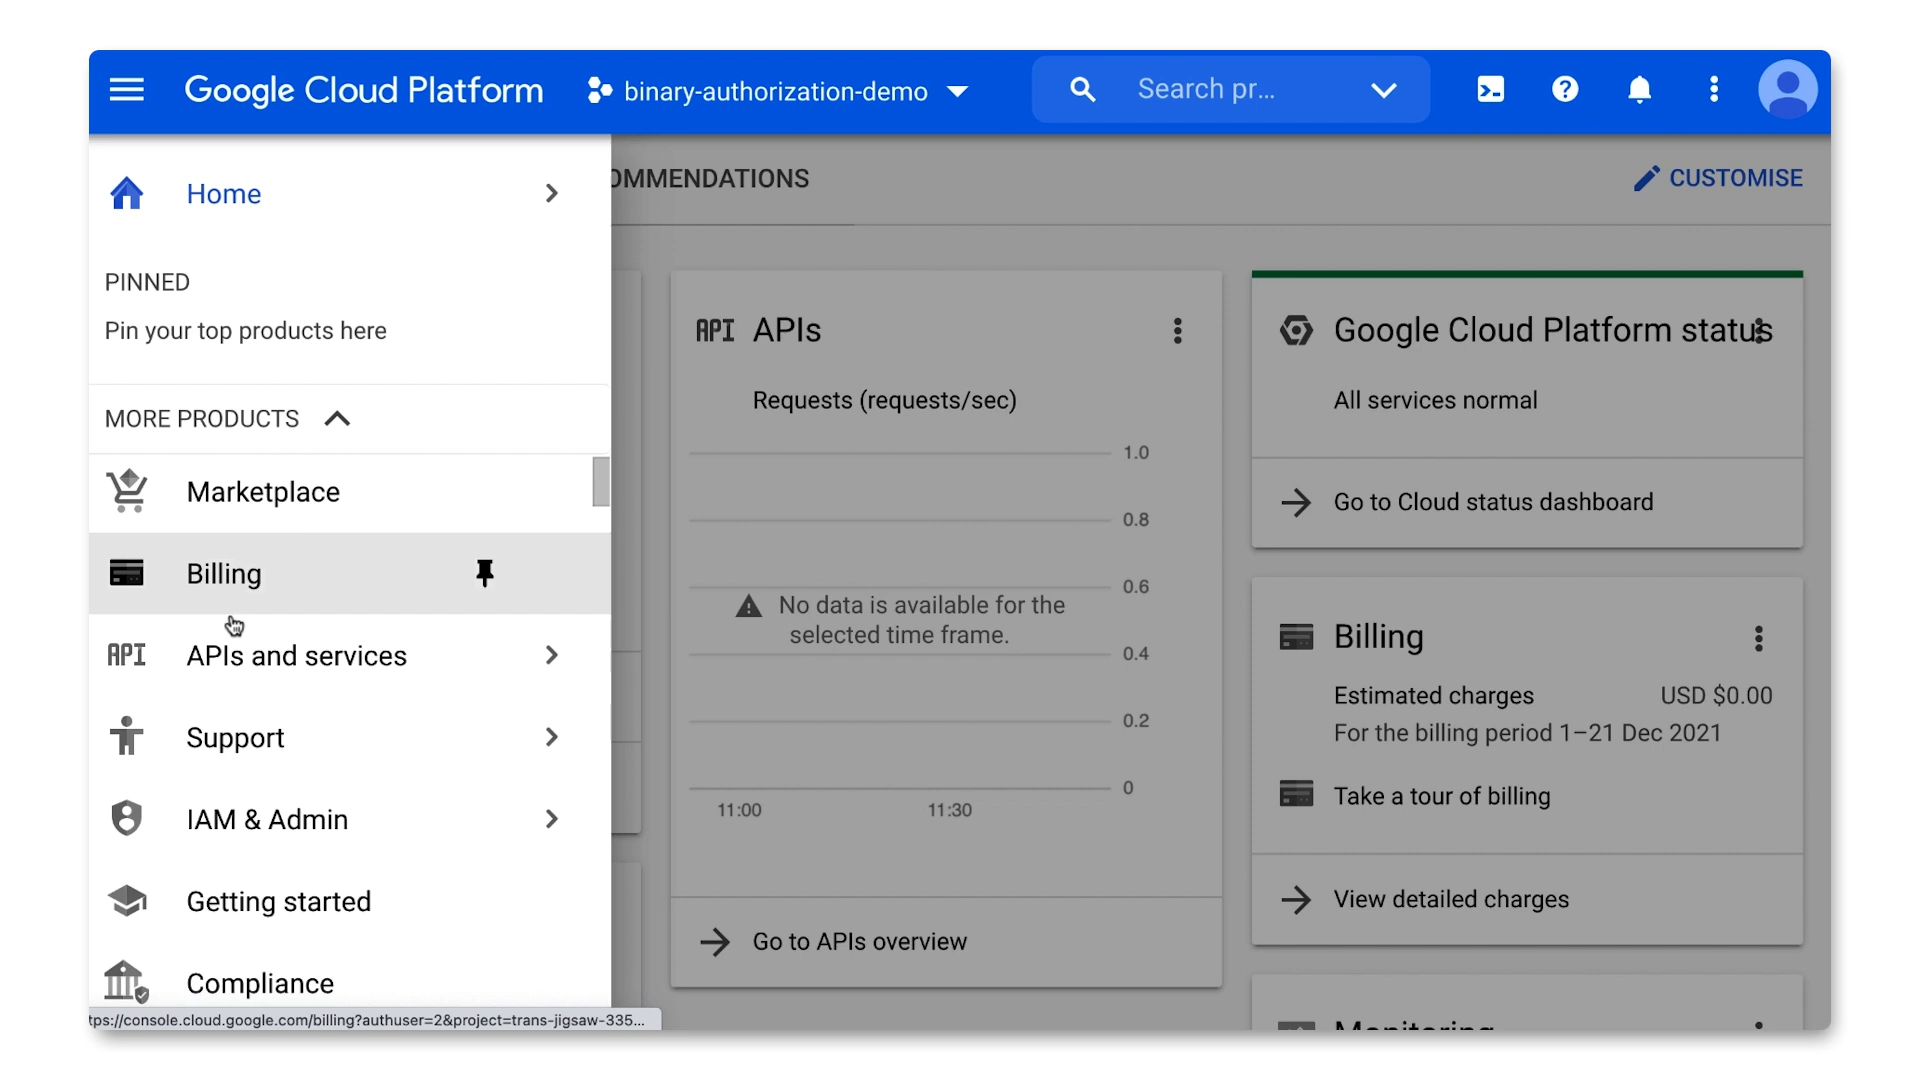 Google Cloud Platform
binary-authorization-demo
Search pr...
Home
PINNED
Pin your top products here
MORE PRODUCTS
Marketplace
Billing
API APIs and services
Support
IAM & Admin
Getting started
Compliance
tps://console.cloud.google.com/billing?authuser=2&project=trans-jigsaw-335...
OMMENDATIONS
CUSTOMISE
API APIs
Requests (requests/sec)
1.0
0.8
0.6
No data is available for the
selected time frame.
0.4
0.2
0
11:00 11:30
Go to APIs overview
Google Cloud Platform status
All services normal
Go to Cloud status dashboard
Billing
Estimated charges USD $0.00
For the billing period 1–21 Dec 2021
Take a tour of billing
View detailed charges
Monitoring